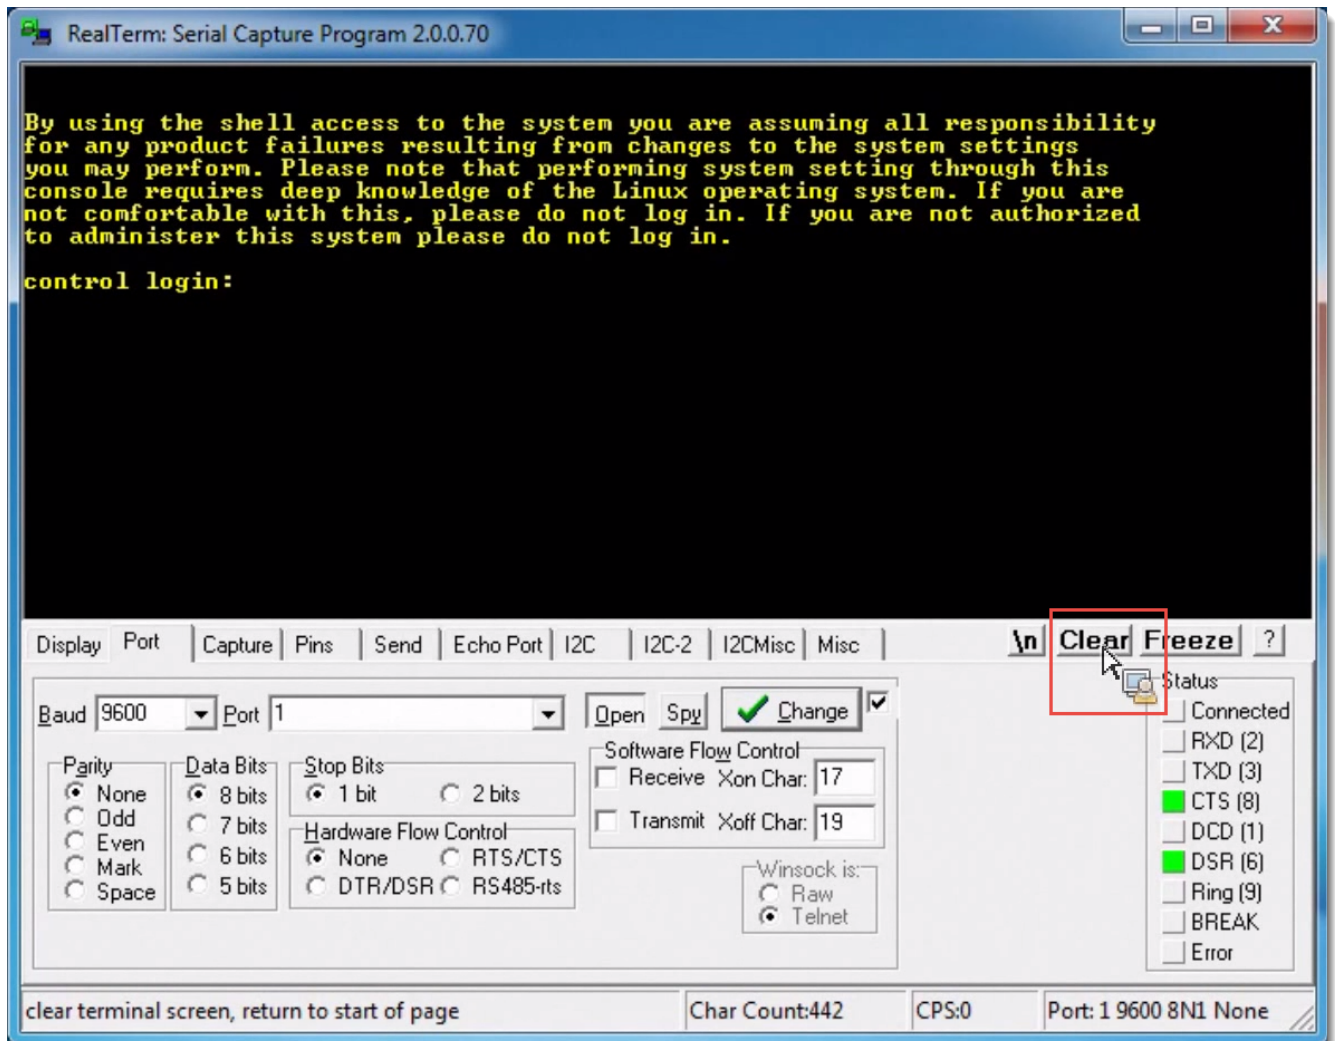 RealTerm: Serial Capture Program 2.0.0.70
By using the shell access to the system you are assuming all responsibility
for any product failures resulting from changes to the system settings
you may perform. Please note that performing system setting through this
console requires deep knowledge of the Linux operating system. If you are
not comfortable with this, please do not log in. If you are not authorized
to administer this system please do not log in.
control login:
Display Port Capture Pins Send Echo Port I2C I2C-2 I2CMisc Misc \n Clear Freeze ?
Baud 9600 Port 1 Open Spy Change
Parity
None
Odd
Even
Mark
Space
Data Bits
8 bits
7 bits
6 bits
5 bits
Stop Bits
1 bit 2 bits
Hardware Flow Control
None RTS/CTS
DTR/DSR RS485-rts
Software Flow Control
Receive Xon Char: 17
Transmit Xoff Char: 19
Winsock is:
Raw
Telnet
Status
Connected
RXD (2)
TXD (3)
CTS (8)
DCD (1)
DSR (6)
Ring (9)
BREAK
Error
clear terminal screen, return to start of page Char Count:442 CPS:0 Port: 1 9600 8N1 None